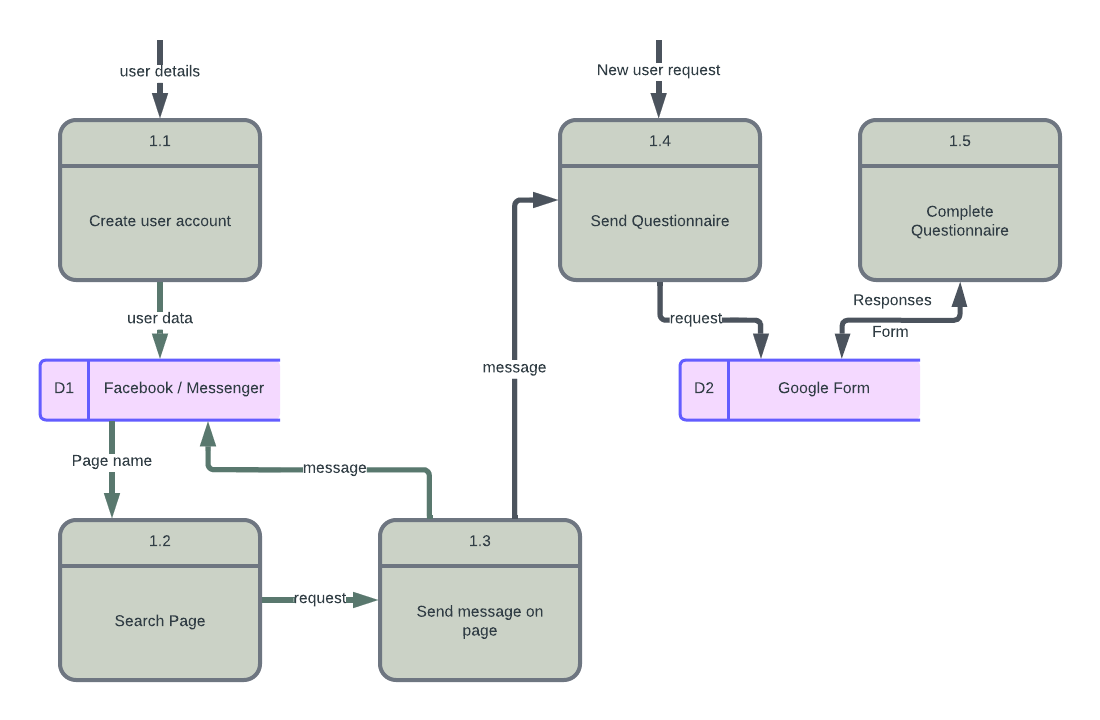 user details
New user request
1.1
1.4
1.5
Create user account
Send Questionnaire
Complete
Questionnaire
user data
request
Responses
Form
message
D1
Facebook / Messenger
D2
Google Form
Page name
message
1.2
1.3
request
Search Page
Send message on
page